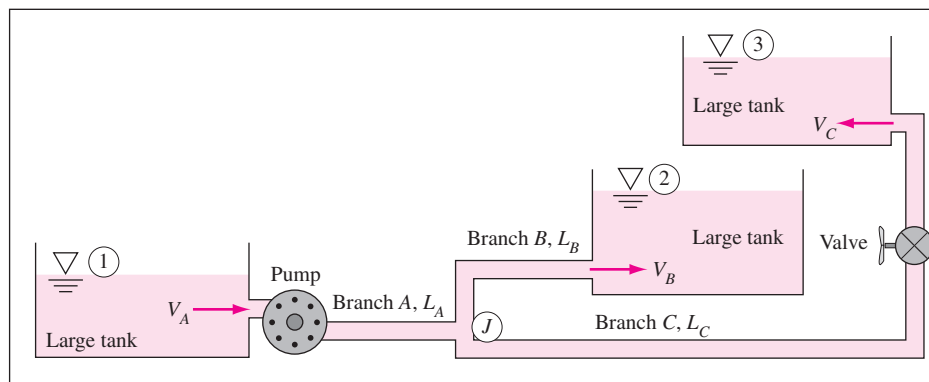 3
Large tank
V_C
2
Branch B, L_B
Large tank
Valve
V_B
1
Pump
Branch A, L_A
V_A
J
Branch C, L_C
Large tank